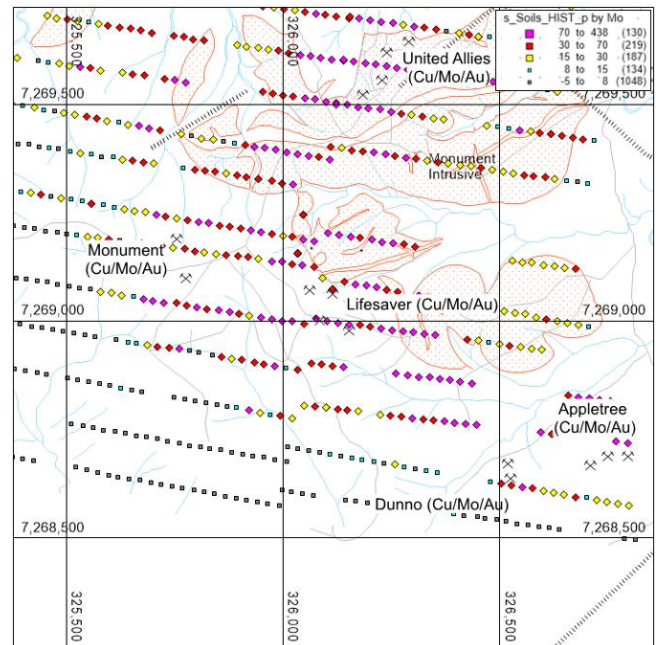 s_Soils_HIST_p by Mo
70 to 438 (130)
30 to 70 (219)
15 to 30 (187)
8 to 15 (134)
-5 to 8 (1048)
325,500
326,000
United Allies
(Cu/Mo/Au)
7,269,500
7,269,500
Monument
Intrusive
Monument
(Cu/Mo/Au)
Lifesaver (Cu/Mo/Au)
7,269,000
7,269,000
Appletree
(Cu/Mo/Au)
Dunno (Cu/Mo/Au)
7,268,500
7,268,500
325,500
326,000
326,500